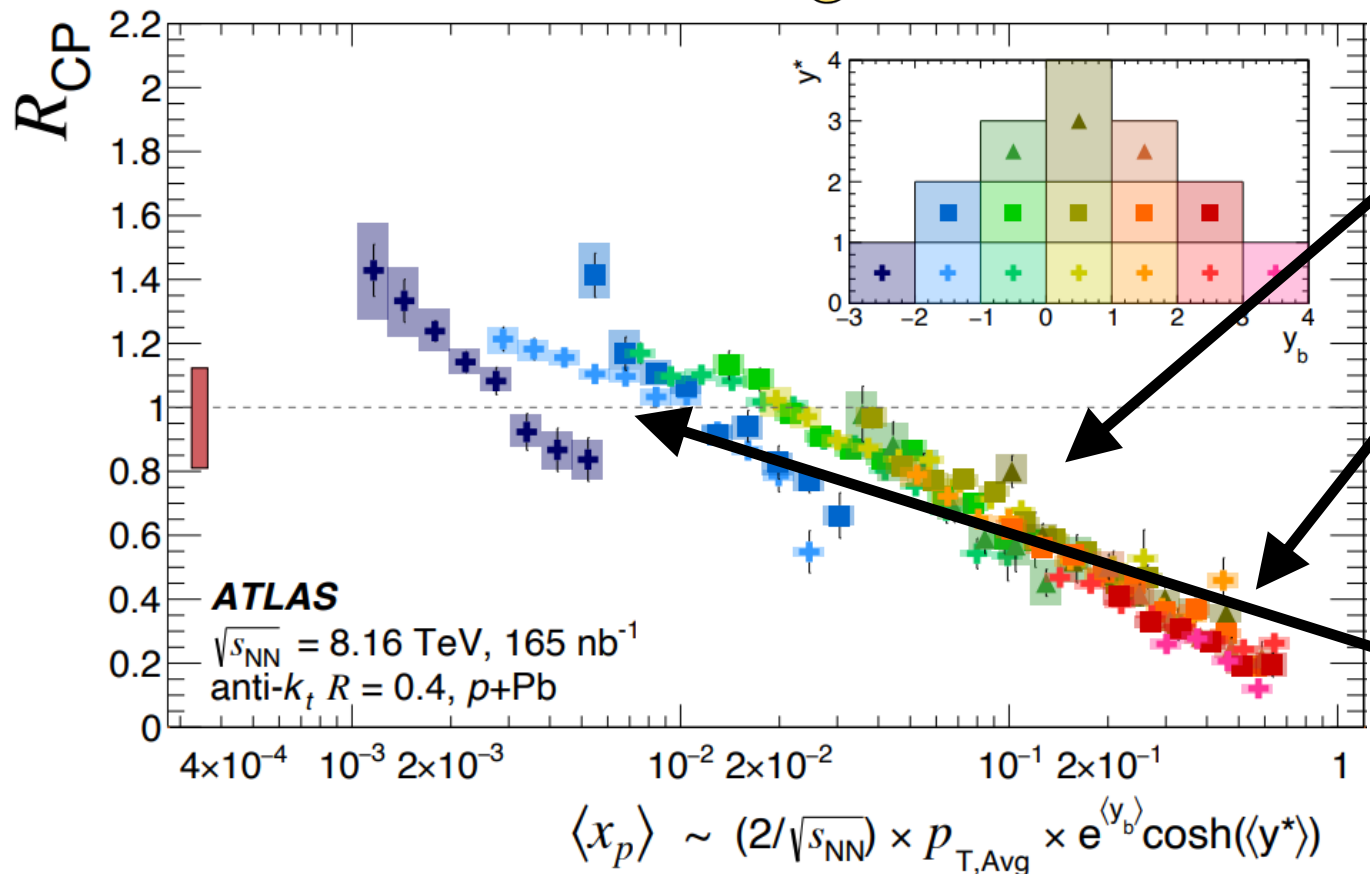 R_CP
2.2
2
1.8
1.6
1.4
1.2
1
0.8
0.6
0.4
0.2
0
y*
4
3
2
1
0
−3 −2 −1 0 1 2 3 4
y_b
ATLAS
√s_NN = 8.16 TeV, 165 nb⁻¹
anti-k_t R = 0.4, p+Pb
4×10⁻⁴ 10⁻³ 2×10⁻³ 10⁻² 2×10⁻² 10⁻¹ 2×10⁻¹ 1
⟨x_p⟩ ~ (2/√s_NN) × p_T,Avg × e^⟨y_b⟩ cosh(⟨y*⟩)